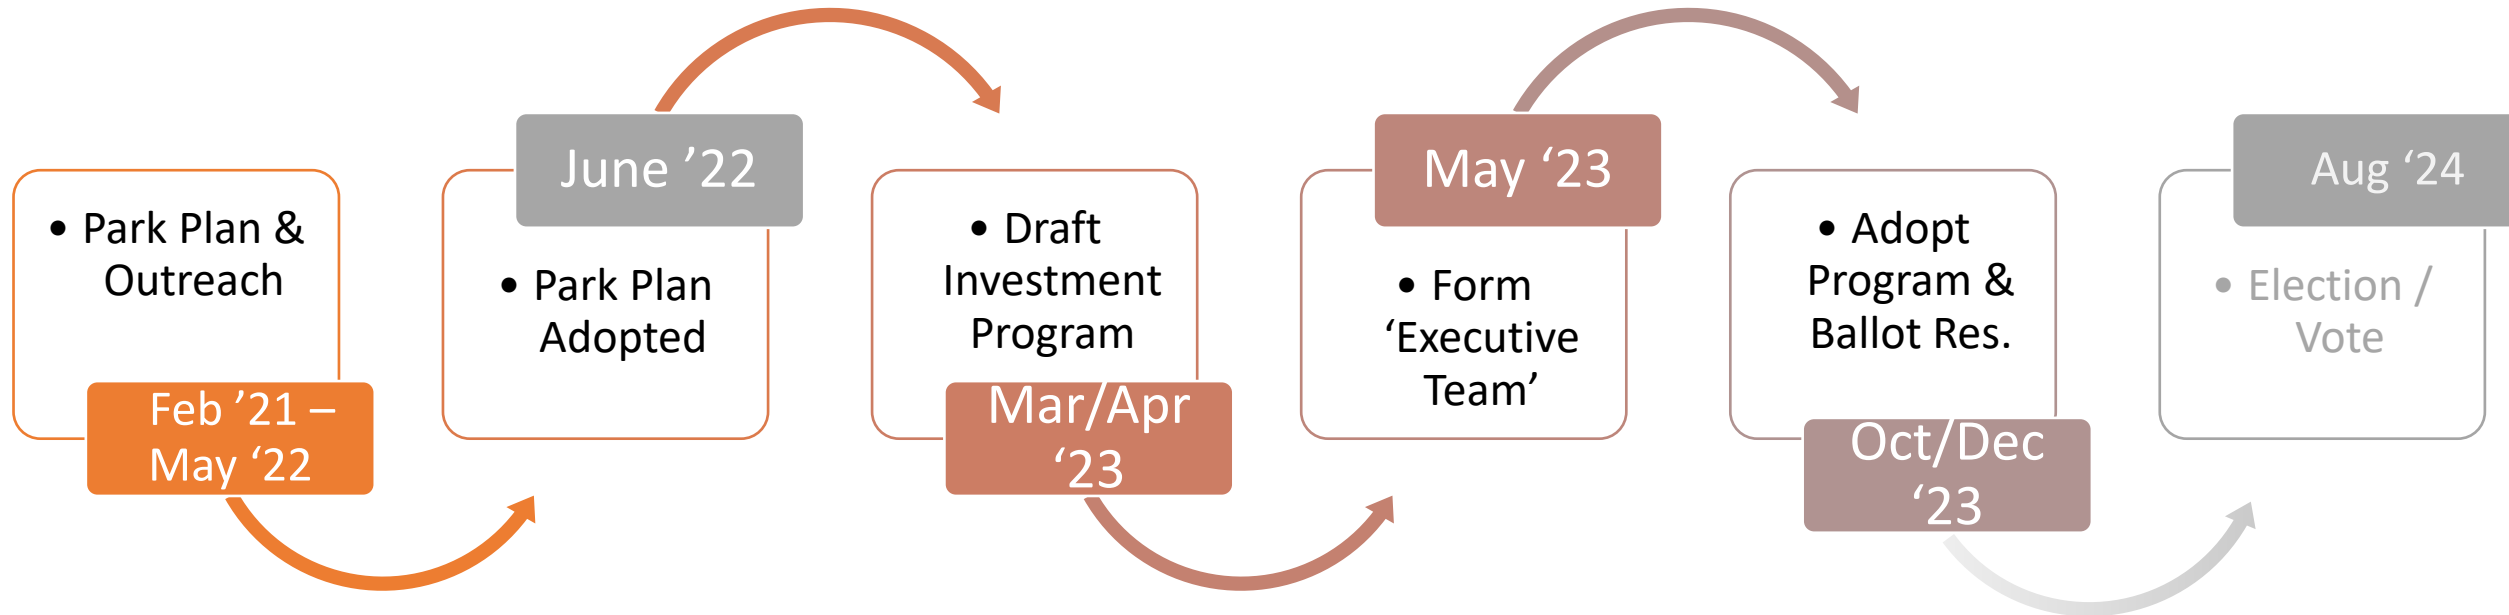 • Park Plan &
Outreach
Feb ’21 –
May ‘22
June ’22
• Park Plan
Adopted
• Draft
Investment
Program
Mar/Apr
‘23
May ‘23
• Form
‘Executive
Team’
• Adopt
Program &
Ballot Res.
Oct/Dec
‘23
Aug ‘24
• Election /
Vote